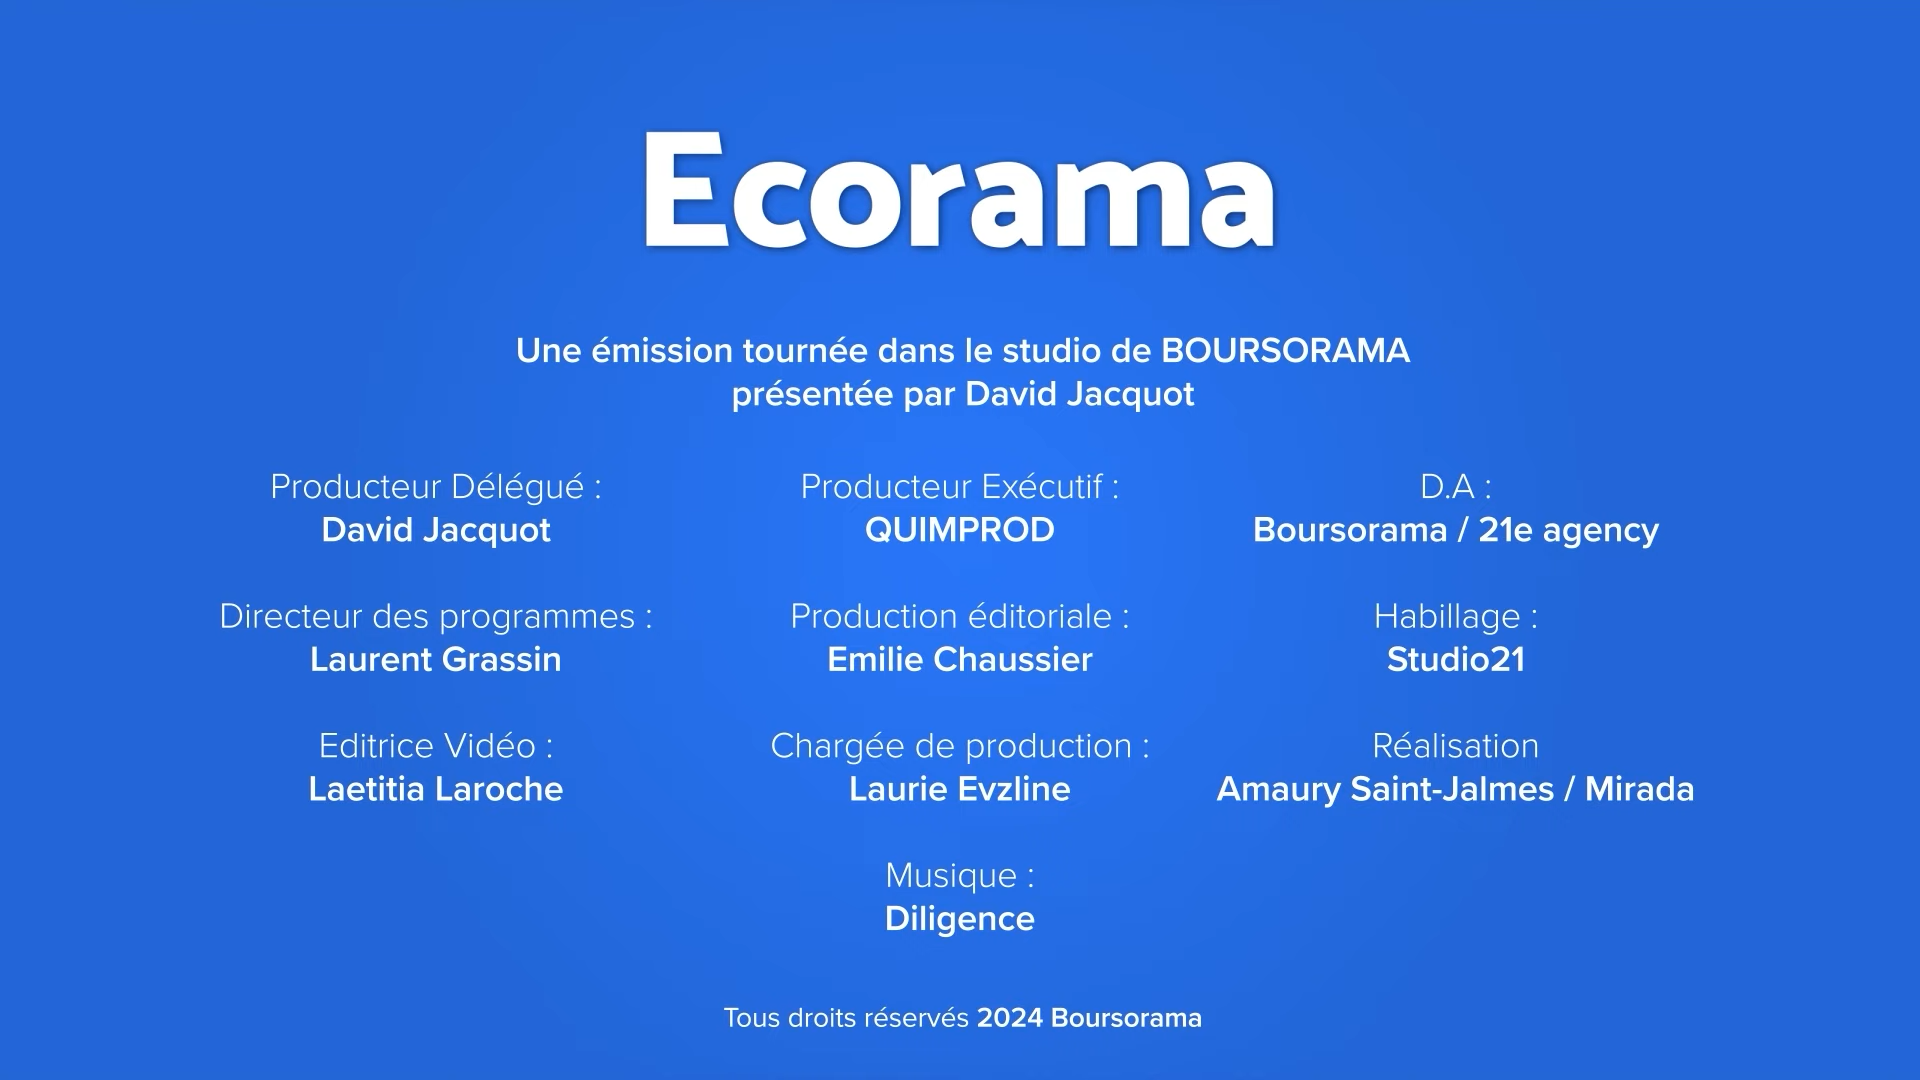 Ecorama
Une émission tournée dans le studio de BOURSORAMA
présentée par David Jacquot
Producteur Délégué :
David Jacquot
Producteur Exécutif :
QUIMPROD
D.A :
Boursorama / 21e agency
Directeur des programmes :
Laurent Grassin
Production éditoriale :
Emilie Chaussier
Habillage :
Studio21
Editrice Vidéo :
Laetitia Laroche
Chargée de production :
Laurie Evzline
Réalisation
Amaury Saint-Jalmes / Mirada
Musique :
Diligence
Tous droits réservés 2024 Boursorama